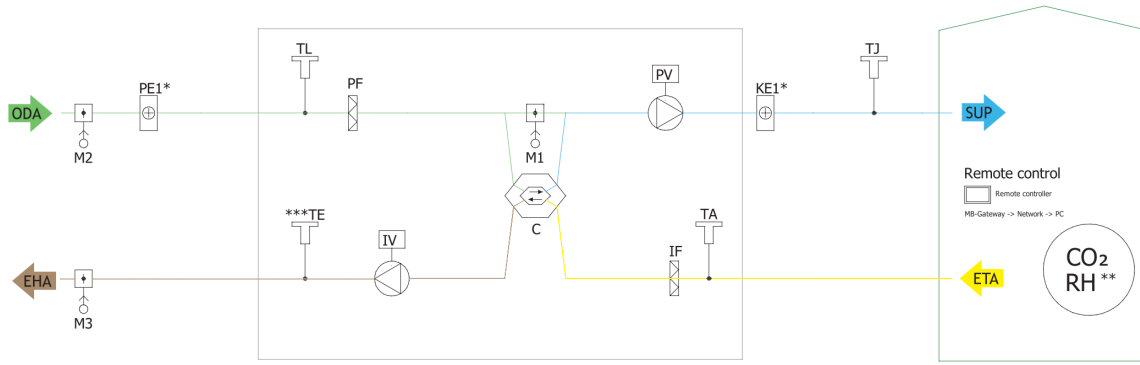 TL
TJ
PF
PV
PE1*
KE1*
ODA
SUP
M2
M1
Remote control
Remote controller
MB-Gateway -> Network -> PC
***TE
C
TA
IV
IF
CO₂
RH**
EHA
ETA
M3